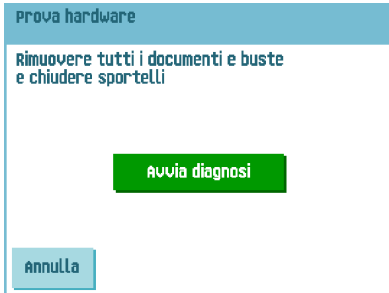 Prova hardware
Rimuovere tutti i documenti e buste
e chiudere sportelli
Avvia diagnosi
Annulla